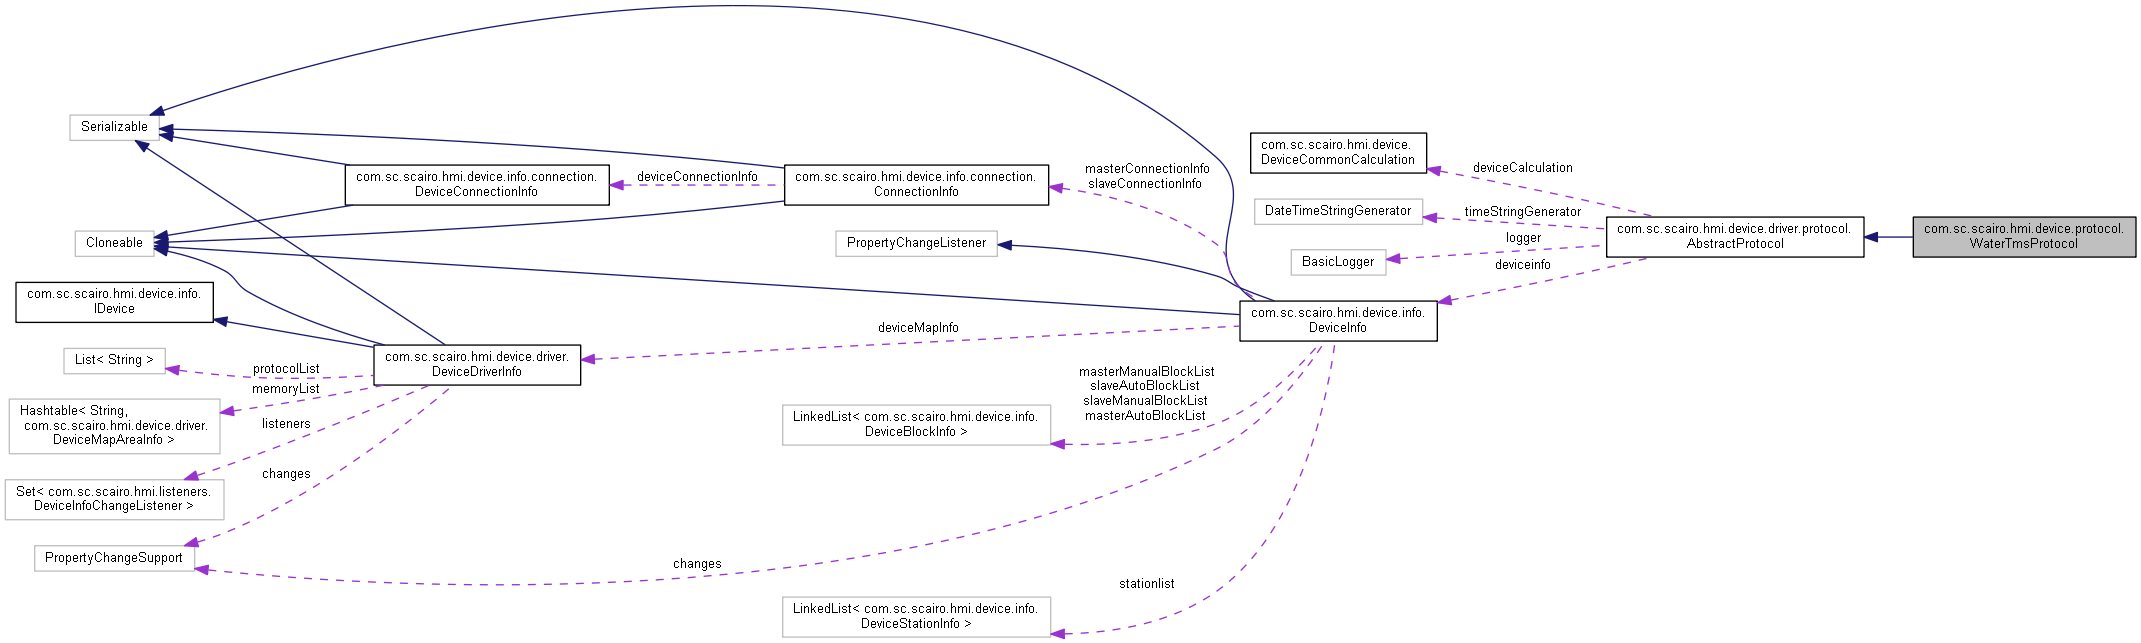 Serializable
com.sc.scairo.hmi.device.info.connection.
DeviceConnectionInfo
deviceConnectionInfo
com.sc.scairo.hmi.device.info.connection.
ConnectionInfo
masterConnectionInfo
slaveConnectionInfo
com.sc.scairo.hmi.device.
DeviceCommonCalculation
deviceCalculation
DateTimeStringGenerator
timeStringGenerator
com.sc.scairo.hmi.device.driver.protocol.
AbstractProtocol
com.sc.scairo.hmi.device.protocol.
WaterTmsProtocol
Cloneable
PropertyChangeListener
logger
BasicLogger
deviceinfo
com.sc.scairo.hmi.device.info.
IDevice
com.sc.scairo.hmi.device.info.
DeviceInfo
deviceMapInfo
List< String >
protocolList
com.sc.scairo.hmi.device.driver.
DeviceDriverInfo
memoryList
Hashtable< String,
com.sc.scairo.hmi.device.driver.
DeviceMapAreaInfo >
listeners
masterManualBlockList
slaveAutoBlockList
slaveManualBlockList
masterAutoBlockList
LinkedList< com.sc.scairo.hmi.device.info.
DeviceBlockInfo >
changes
Set< com.sc.scairo.hmi.listeners.
DeviceInfoChangeListener >
PropertyChangeSupport
changes
stationlist
LinkedList< com.sc.scairo.hmi.device.info.
DeviceStationInfo >